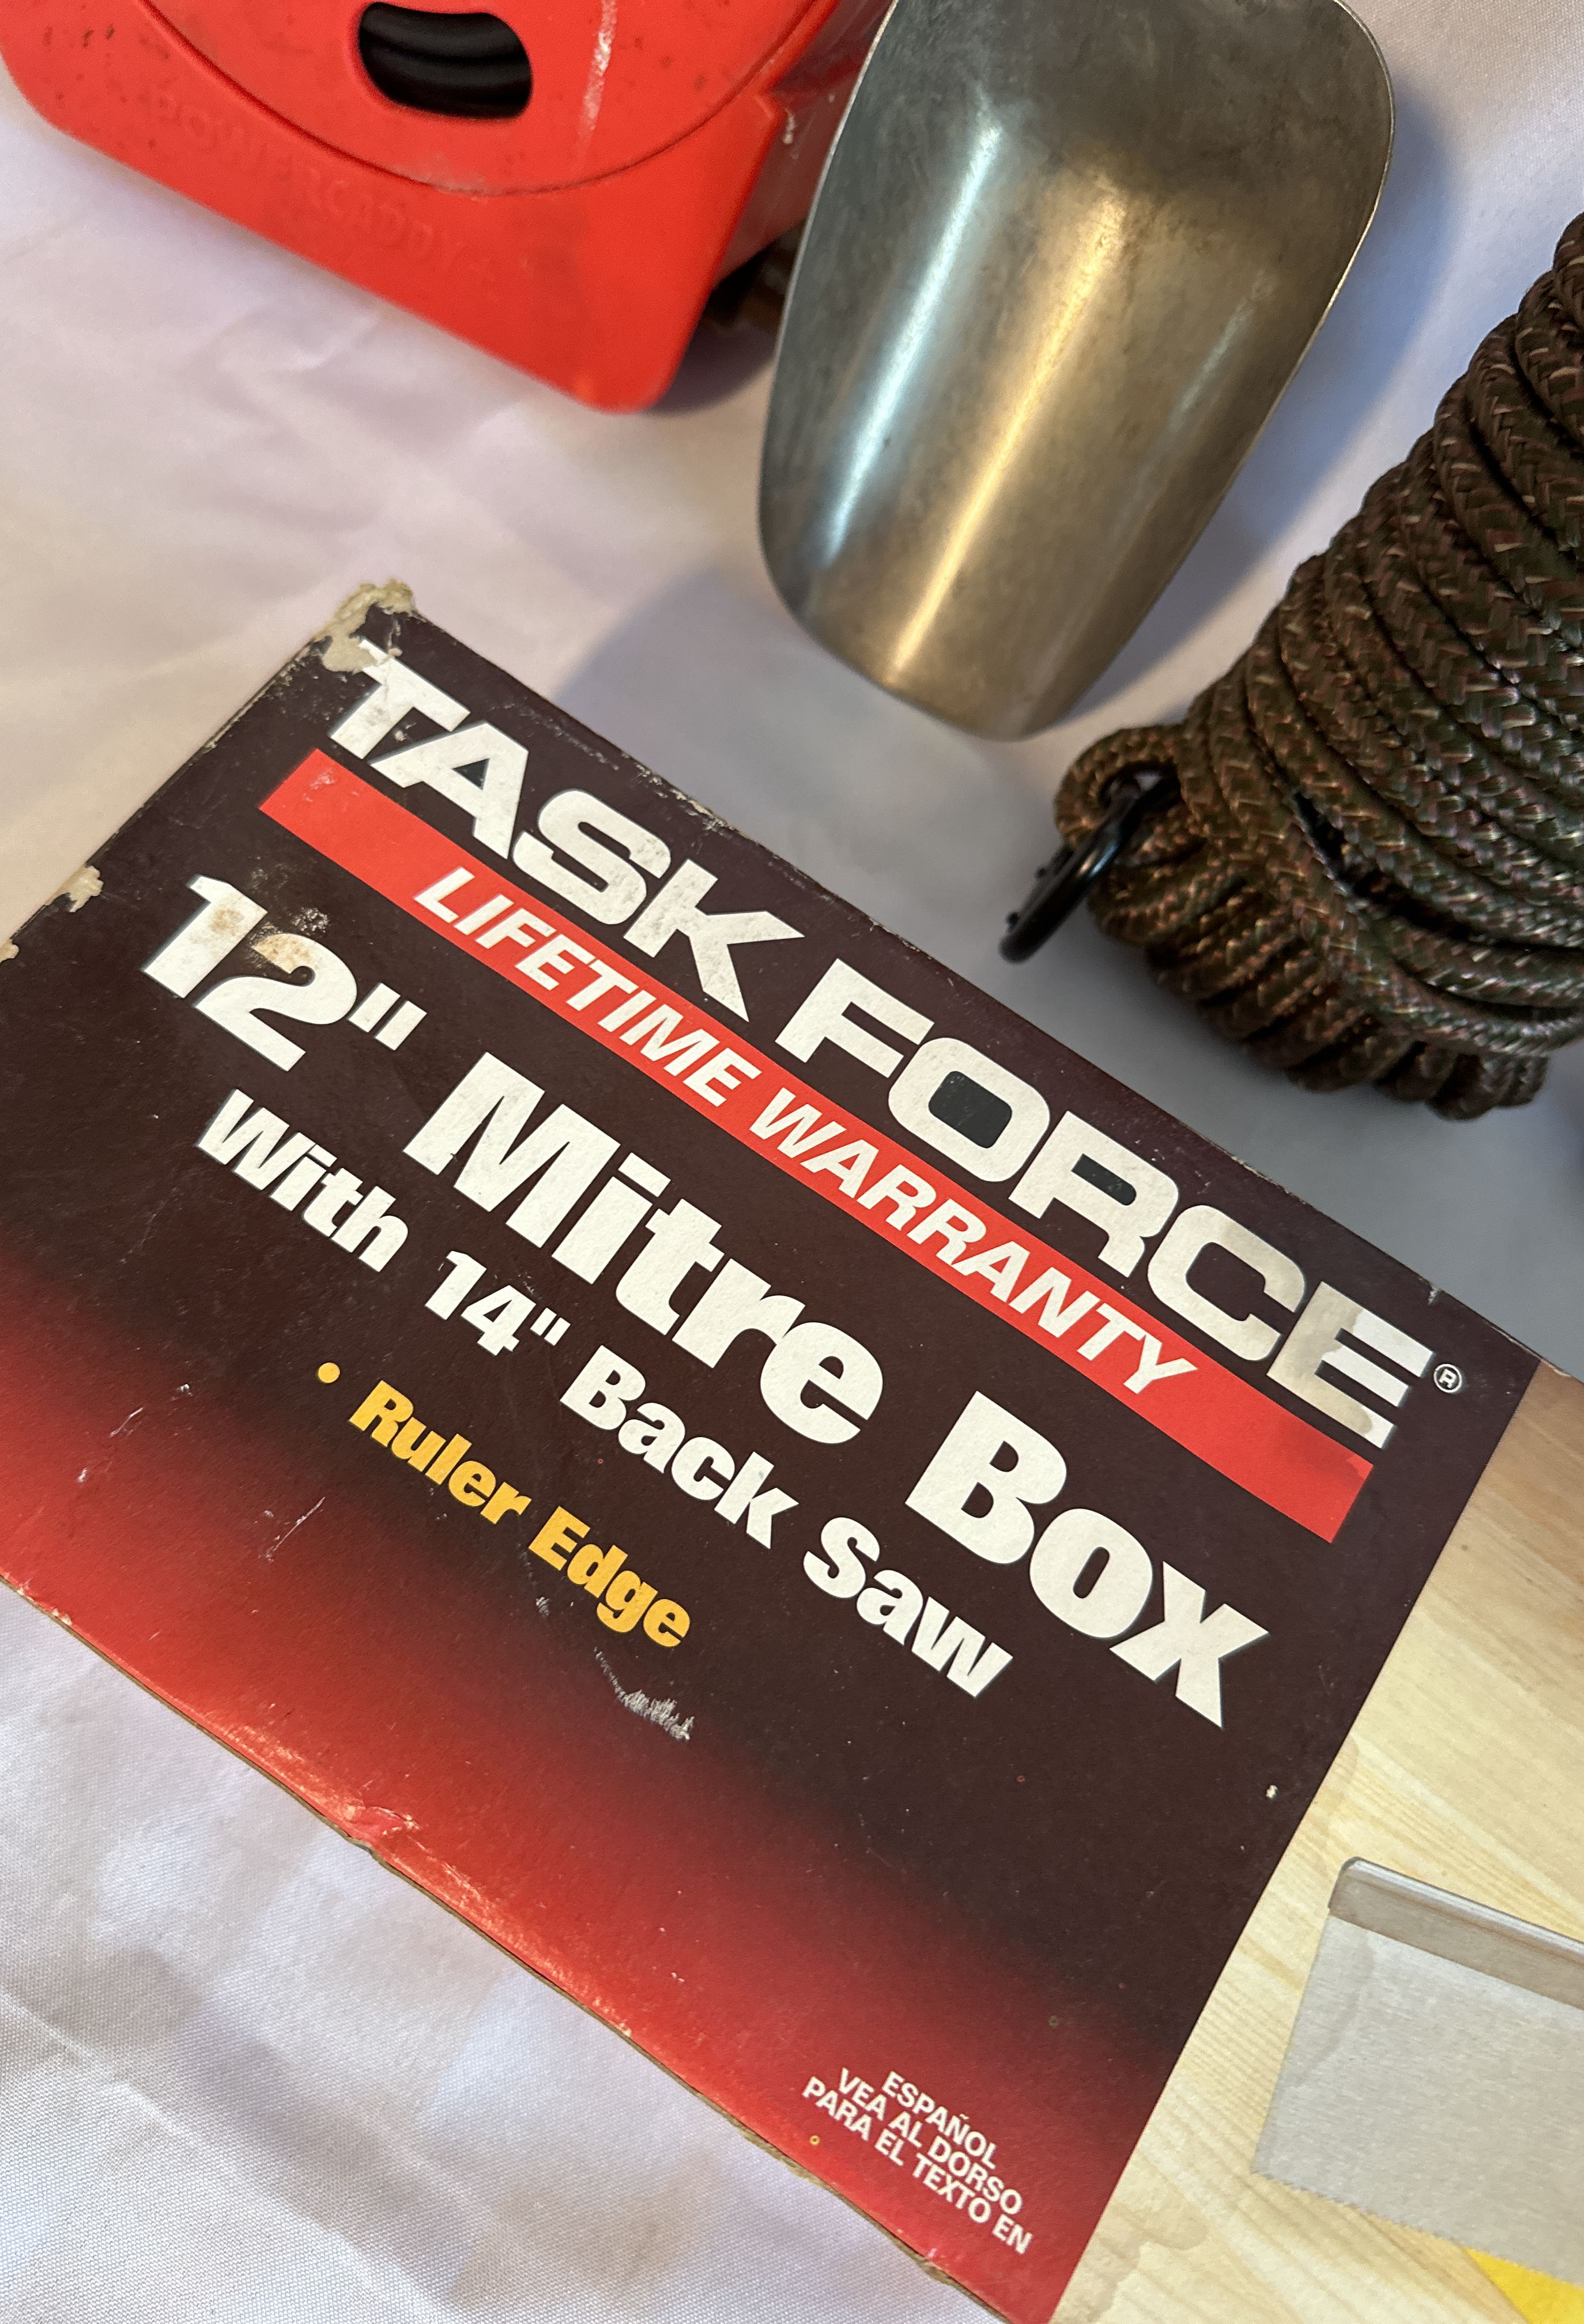 POWERCADDY+
TASK FORCE®
LIFETIME WARRANTY
12" Mitre Box
With 14" Back Saw
• Ruler Edge
ESPAÑOL
VEA AL DORSO
PARA EL TEXTO EN